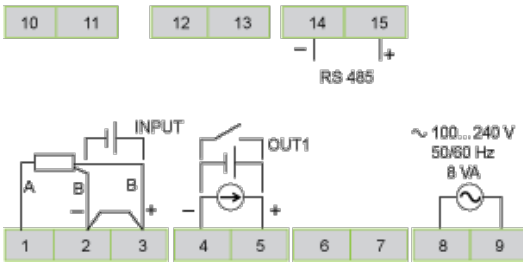 10 11 12 13 14 15
− +
RS 485
INPUT
OUT1
∼ 100...240 V
50/60 Hz
8 VA
A B B
− + − +
1 2 3 4 5 6 7 8 9